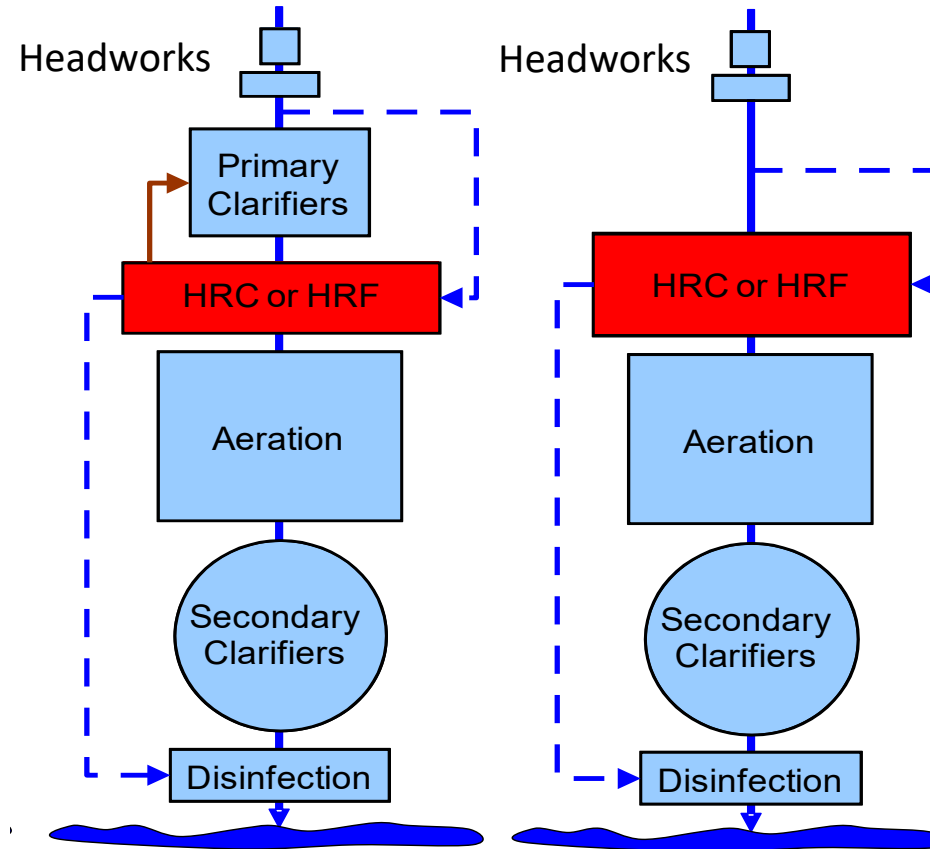 Headworks
Primary
Clarifiers
HRC or HRF
Aeration
Secondary
Clarifiers
Disinfection
Headworks
HRC or HRF
Aeration
Secondary
Clarifiers
Disinfection